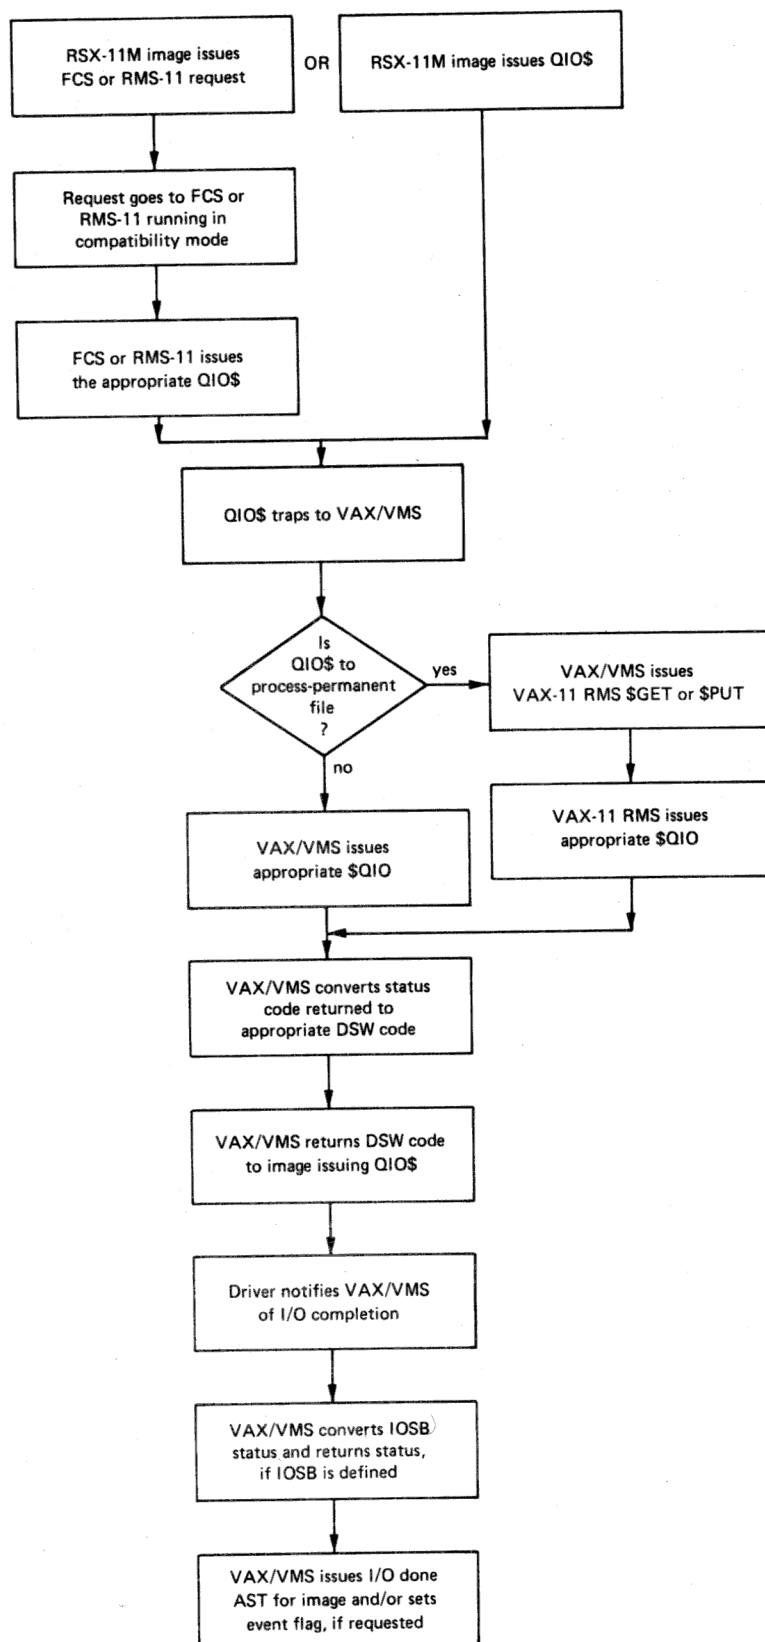 RSX-11M image issues
FCS or RMS-11 request
OR
RSX-11M image issues QIO$
Request goes to FCS or
RMS-11 running in
compatibility mode
FCS or RMS-11 issues
the appropriate QIO$
QIO$ traps to VAX/VMS
Is
QIO$ to
process-permanent
file
?
yes
VAX/VMS issues
VAX-11 RMS $GET or $PUT
no
VAX-11 RMS issues
appropriate $QIO
VAX/VMS issues
appropriate $QIO
VAX/VMS converts status
code returned to
appropriate DSW code
VAX/VMS returns DSW code
to image issuing QIO$
Driver notifies VAX/VMS
of I/O completion
VAX/VMS converts IOSB
status and returns status,
if IOSB is defined
VAX/VMS issues I/O done
AST for image and/or sets
event flag, if requested